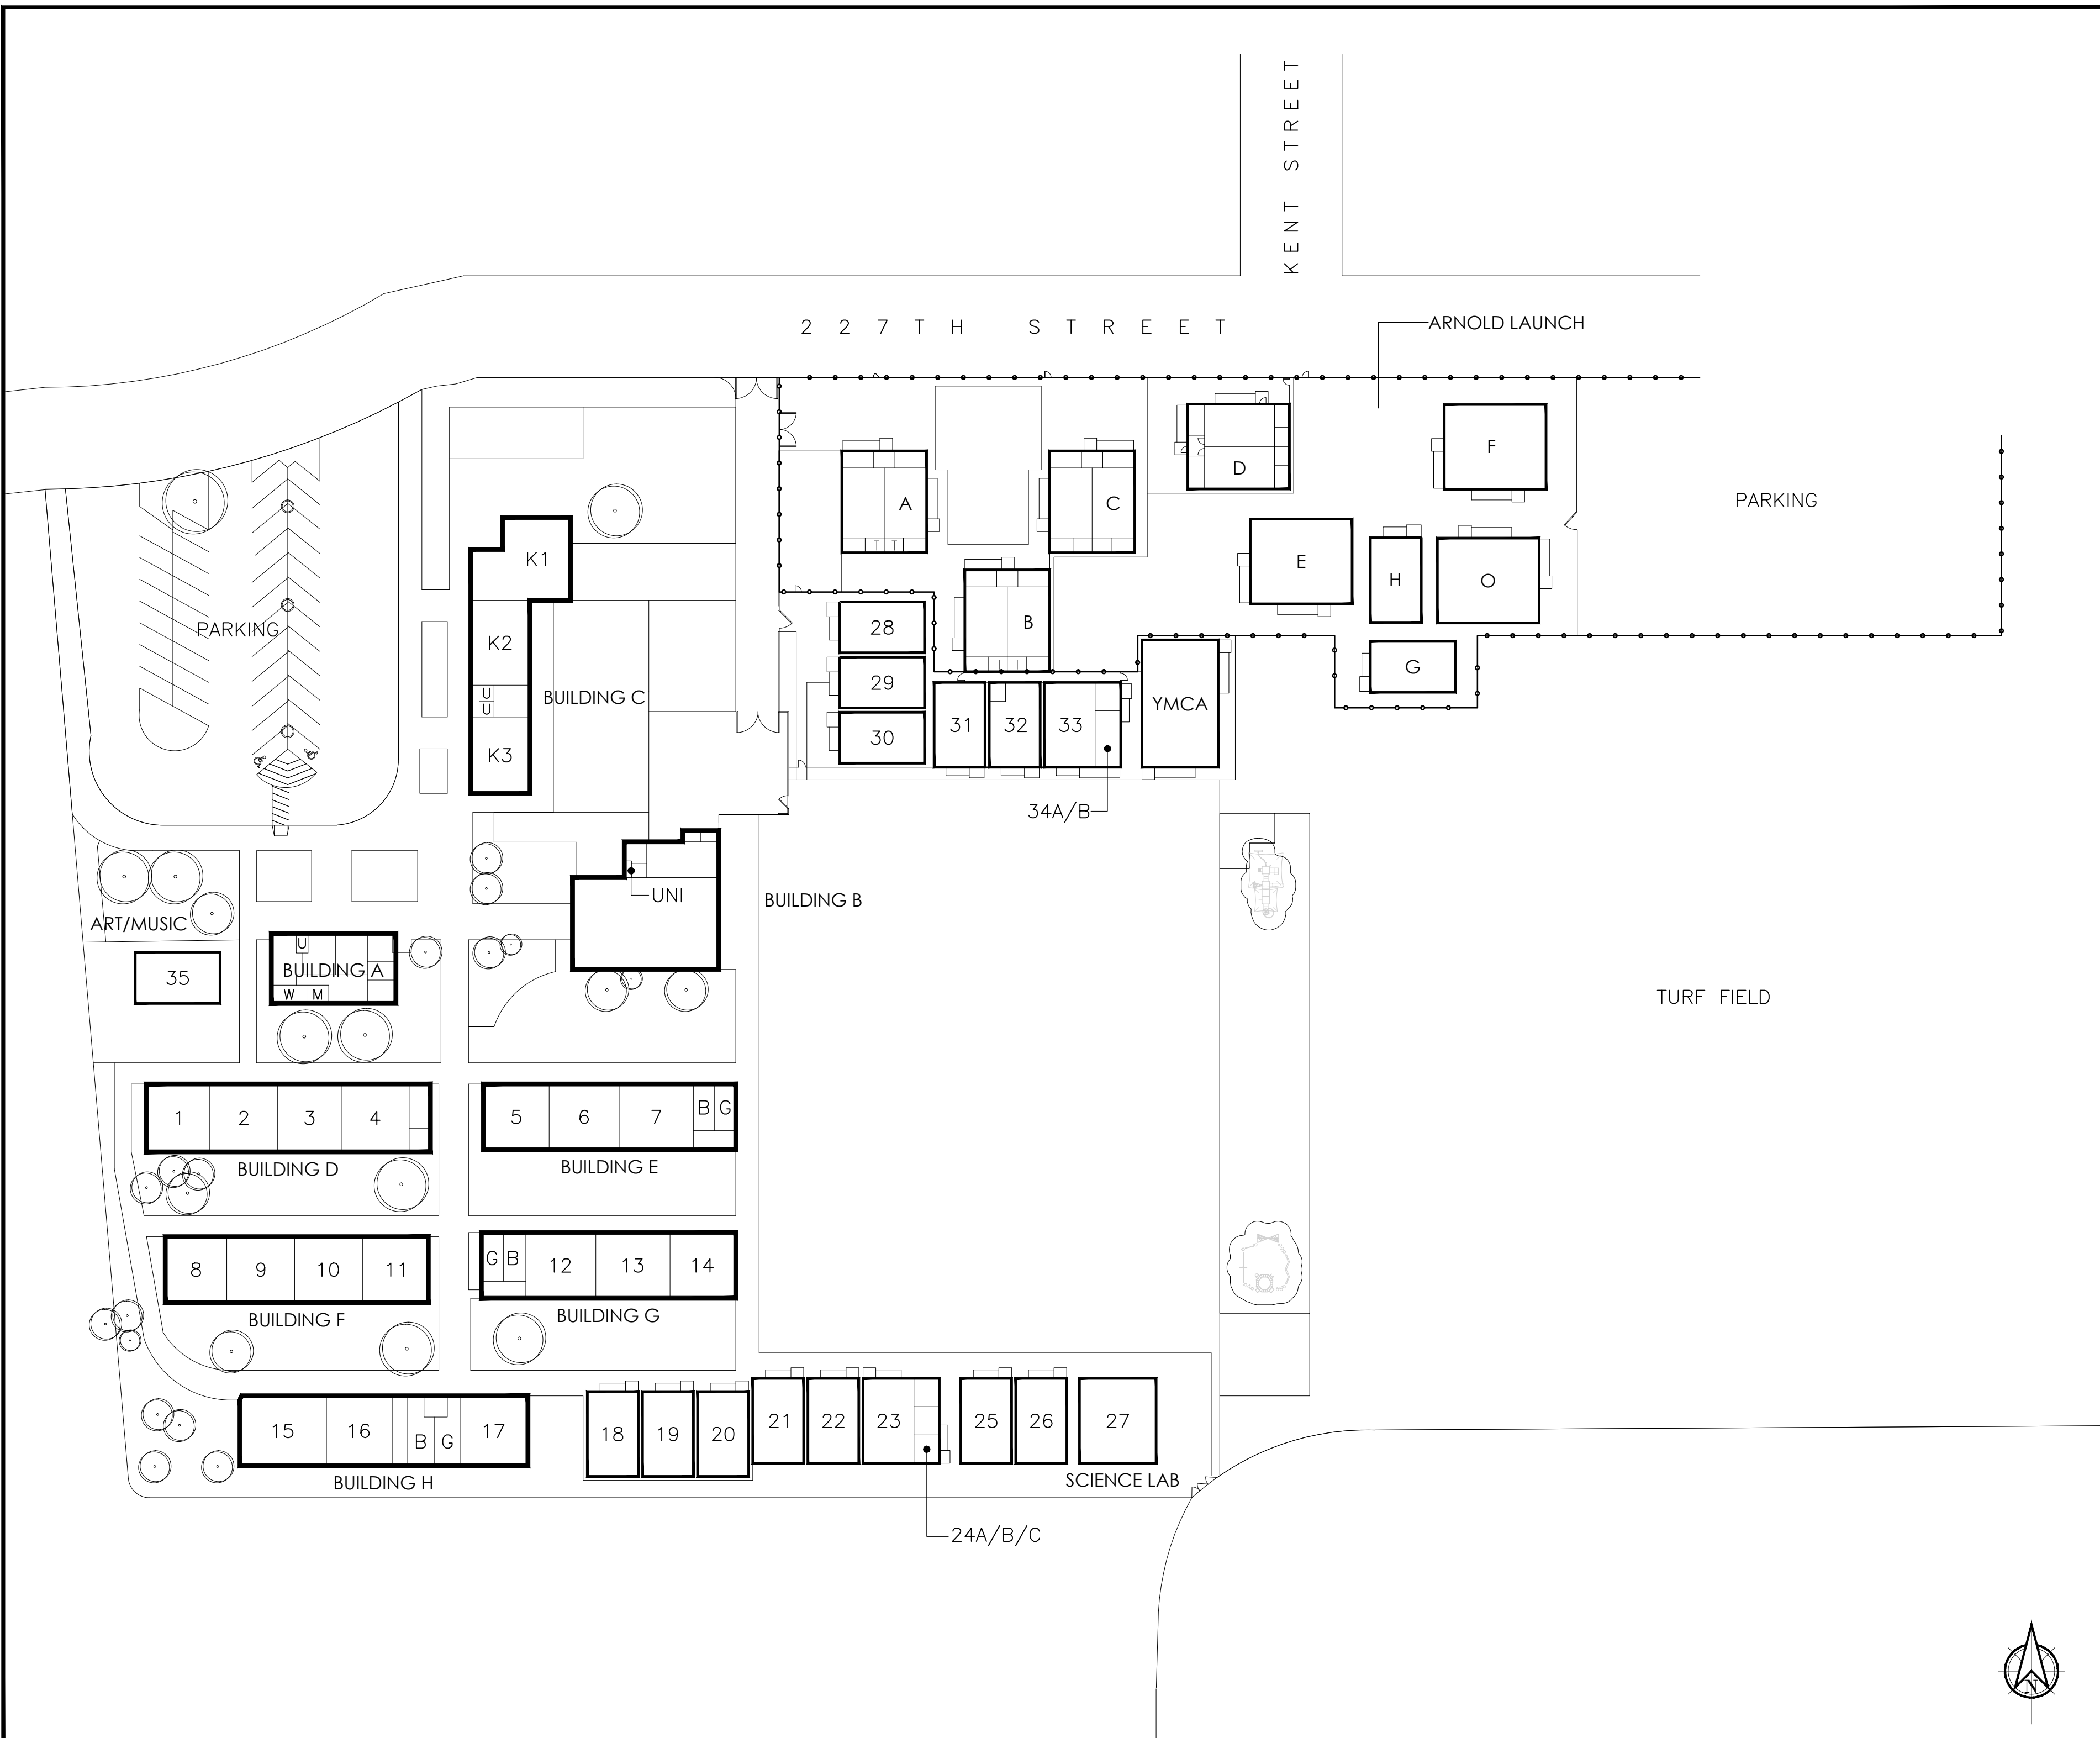 KENT STREET
227TH STREET
ARNOLD LAUNCH
A
C
D
F
PARKING
K1
E
H
O
PARKING
28
B
K2
T T
T T
G
29
U
U
BUILDING C
31
32
33
YMCA
30
K3
34A/B
UNI
BUILDING B
ART/MUSIC
U
BUILDING A
35
W M
TURF FIELD
1 2 3 4
5 6 7 B G
BUILDING D
BUILDING E
8 9 10 11
G B 12 13 14
BUILDING F
BUILDING G
15 16 B G 17
18 19 20
21 22 23
25 26 27
BUILDING H
SCIENCE LAB
24A/B/C
N